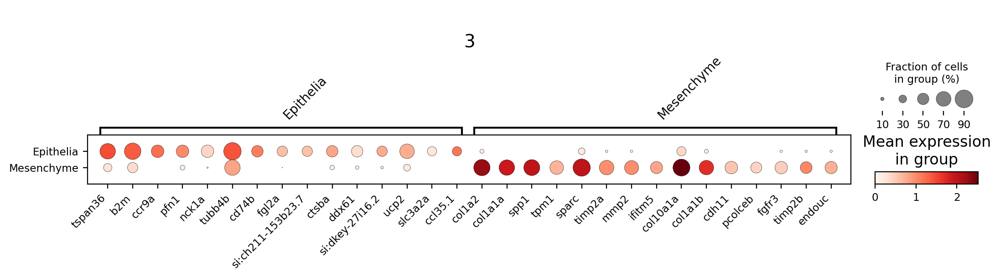 3
Epithelia
Mesenchyme
Fraction of cells
in group (%)
10 30 50 70 90
Mean expression
in group
0 1 2
Epithelia
Mesenchyme
tspan36
b2m
ccr9a
pfn1
nck1a
tubb4b
cd74b
fgl2a
si:ch211-153b23.7
ctsba
ddx61
si:dkey-27i16.2
ucp2
slc3a2a
ccl35.1
col1a2
col1a1a
spp1
tpm1
sparc
timp2a
mmp2
ifitm5
col10a1a
col1a1b
cdh11
pcolceb
fgfr3
timp2b
endouc